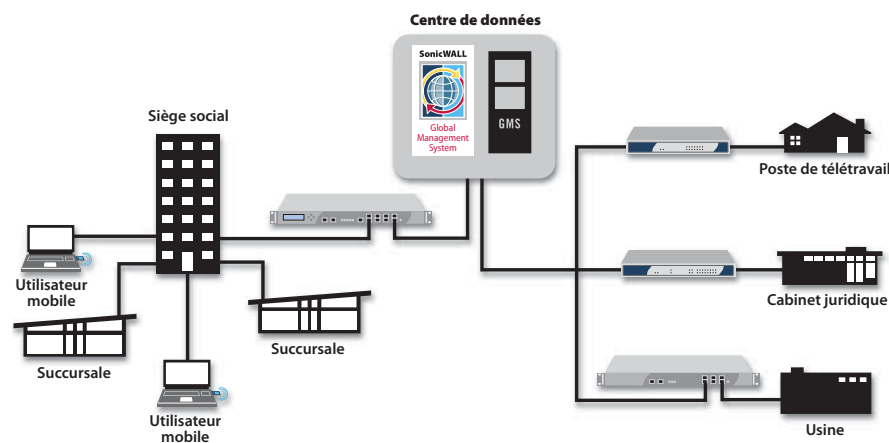 Centre de données
SonicWALL
Global
Management
System
GMS
Siège social
Utilisateur
mobile
Succursale
Succursale
Utilisateur
mobile
Poste de télétravail
Cabinet juridique
Usine